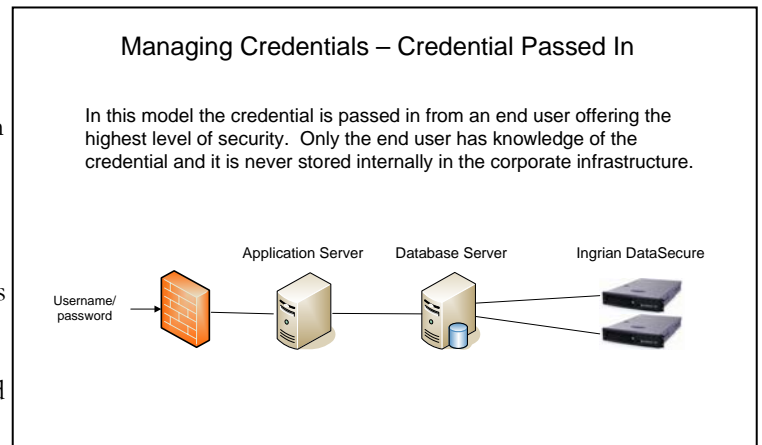 Managing Credentials – Credential Passed In
In this model the credential is passed in from an end user offering the
highest level of security. Only the end user has knowledge of the
credential and it is never stored internally in the corporate infrastructure.
Application Server
Database Server
Ingrian DataSecure
Username/
password